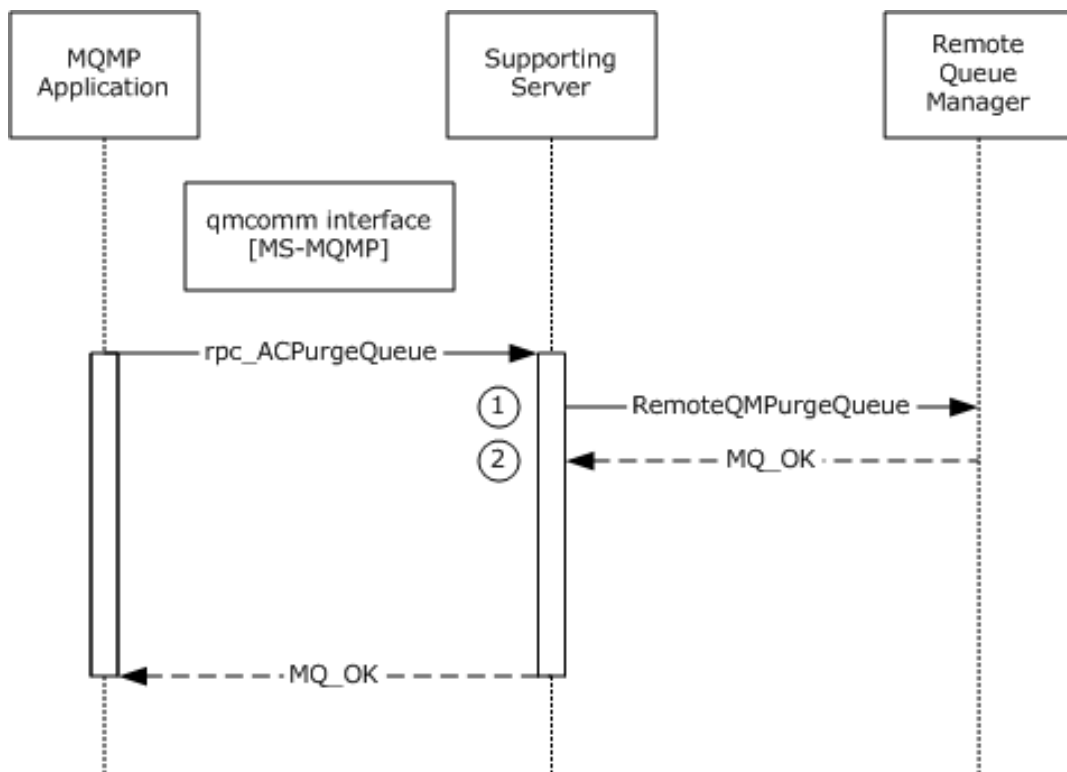 MQMP
Application
Supporting
Server
Remote
Queue
Manager
qmcomm interface
[MS-MQMP]
rpc_ACPurgeQueue
1
RemoteQMPurgeQueue
2
MQ_OK
MQ_OK